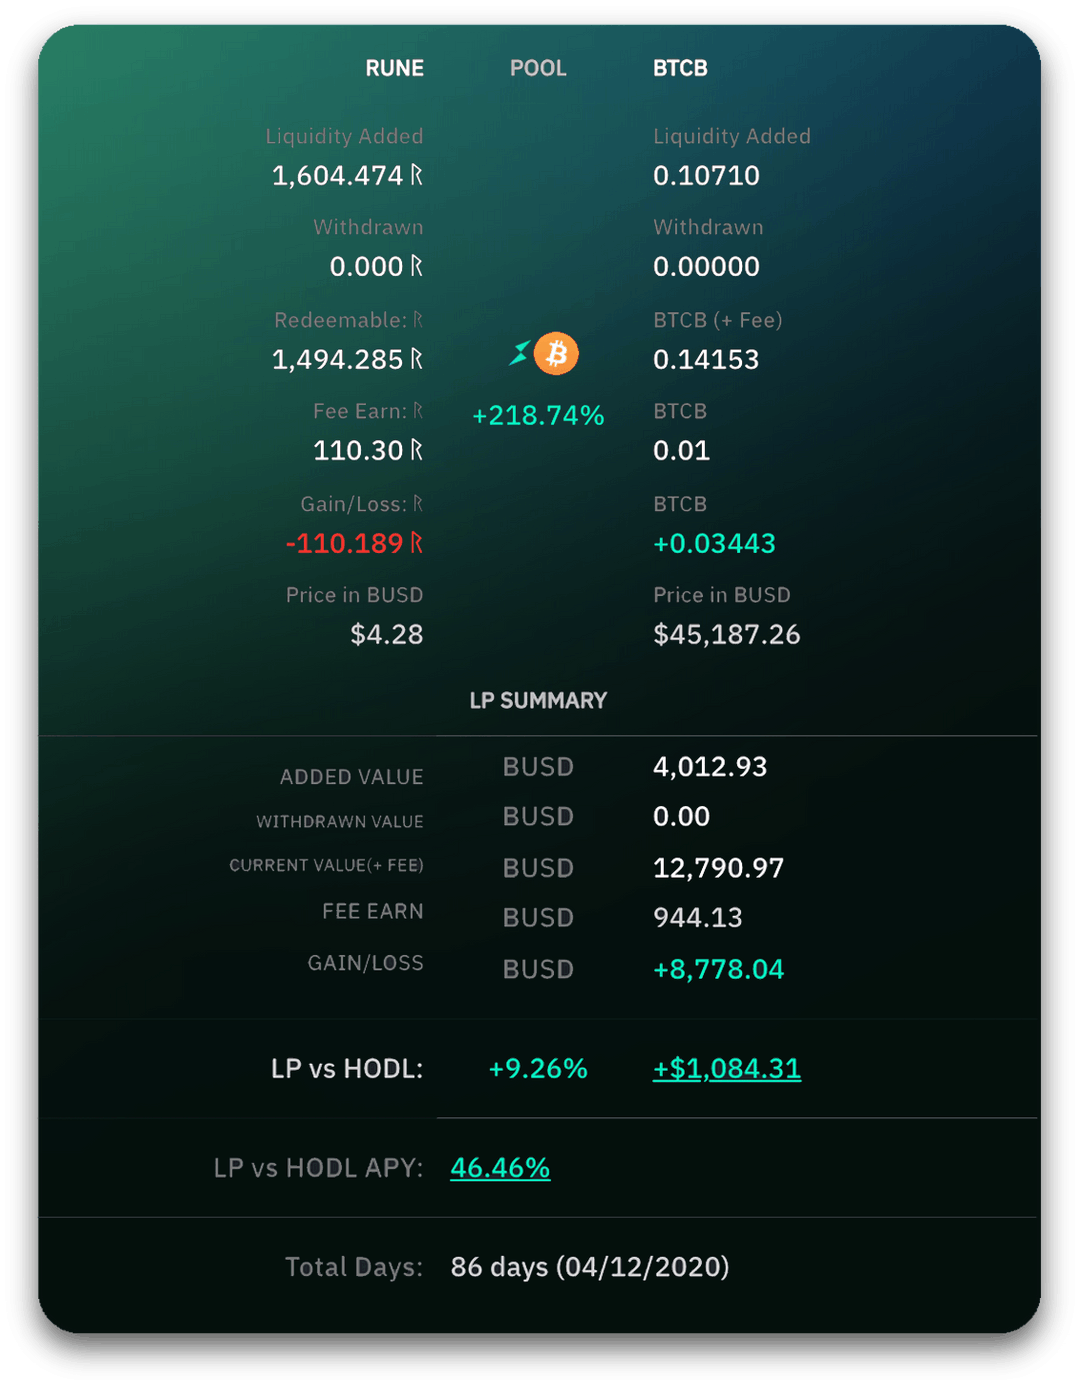 RUNE POOL BTCB
Liquidity Added Liquidity Added
1,604.474 ᚱ 0.10710
Withdrawn Withdrawn
0.000 ᚱ 0.00000
Redeemable: ᚱ BTCB (+ Fee)
1,494.285 ᚱ 0.14153
Fee Earn: ᚱ +218.74% BTCB
110.30 ᚱ 0.01
Gain/Loss: ᚱ BTCB
-110.189 ᚱ +0.03443
Price in BUSD Price in BUSD
$4.28 $45,187.26
LP SUMMARY
ADDED VALUE BUSD 4,012.93
WITHDRAWN VALUE BUSD 0.00
CURRENT VALUE(+ FEE) BUSD 12,790.97
FEE EARN BUSD 944.13
GAIN/LOSS BUSD +8,778.04
LP vs HODL: +9.26% +$1,084.31
LP vs HODL APY: 46.46%
Total Days: 86 days (04/12/2020)